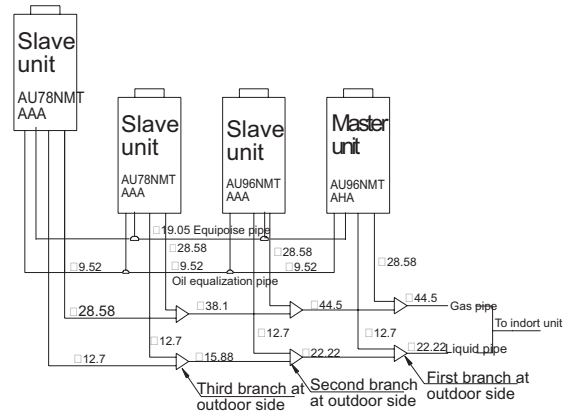 Slave
unit
AU78NMT
AAA
Slave
unit
AU78NMT
AAA
Slave
unit
AU96NMT
AAA
Master
unit
AU96NMT
AHA
□19.05 Equipoise pipe
□28.58
□28.58
□28.58
□9.52
□9.52
□9.52
Oil equalization pipe
□28.58
□38.1
□44.5
□44.5
Gas pipe
To indort unit
□12.7
□12.7
□12.7
□12.7
□15.88
□22.22
□22.22
Liquid pipe
Third branch at
outdoor side
Second branch
at outdoor side
First branch at
outdoor side